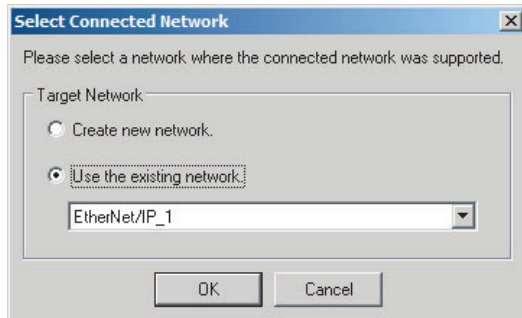 Select Connected Network
Please select a network where the connected network was supported.
Target Network
Create new network.
Use the existing network.
EtherNet/IP_1
OK Cancel